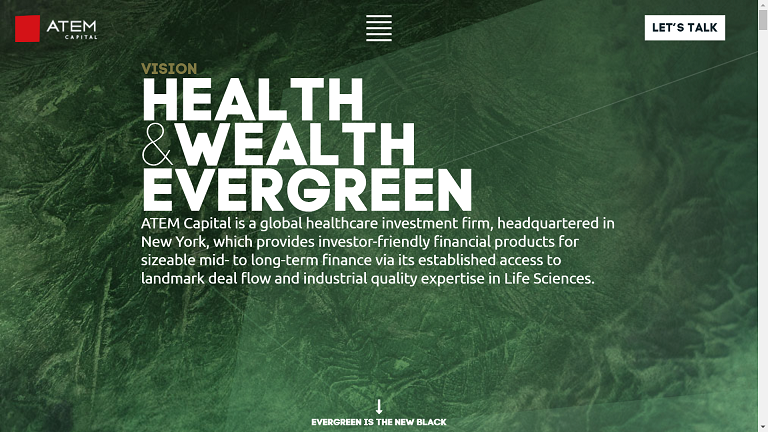 ATEM
CAPITAL
LET'S TALK
VISION
HEALTH
&WEALTH
EVERGREEN
ATEM Capital is a global healthcare investment firm, headquartered in
New York, which provides investor-friendly financial products for
sizeable mid- to long-term finance via its established access to
landmark deal flow and industrial quality expertise in Life Sciences.
EVERGREEN IS THE NEW BLACK